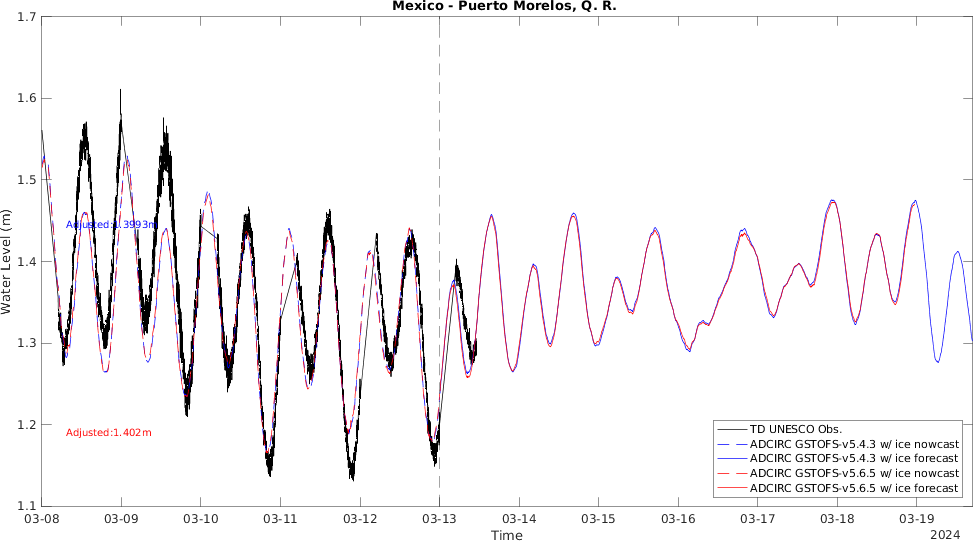 Mexico - Puerto Morelos, Q. R.
1.7
1.6
1.5
1.4
1.3
1.2
1.1
Water Level (m)
Adjusted:1.3993m
Adjusted:1.402m
TD UNESCO Obs.
ADCIRC GSTOFS-v5.4.3 w/ ice nowcast
ADCIRC GSTOFS-v5.4.3 w/ ice forecast
ADCIRC GSTOFS-v5.6.5 w/ ice nowcast
ADCIRC GSTOFS-v5.6.5 w/ ice forecast
03-08 03-09 03-10 03-11 03-12 03-13 03-14 03-15 03-16 03-17 03-18 03-19
Time
2024